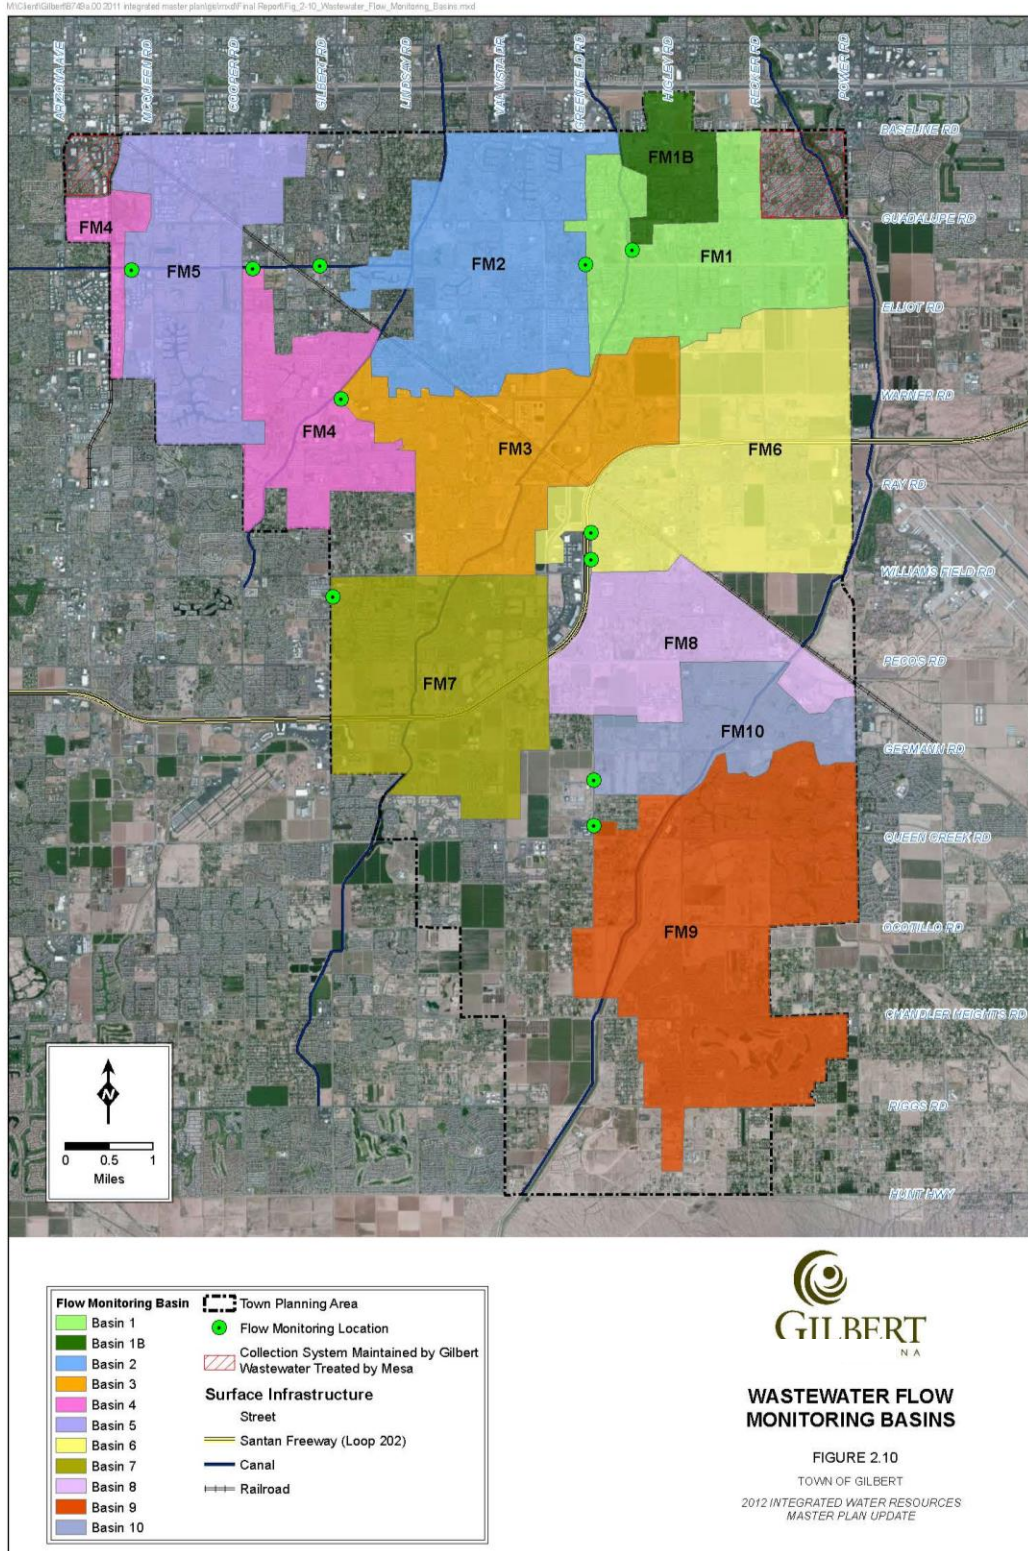 M:\Client\Gilbert\8749a.00 2011 integrated master plan\gis\mxd\Final Report\Fig_2-10_Wastewater_Flow_Monitoring_Basins.mxd
ARIZONA AVE
MCQUEEN RD
COOPER RD
GILBERT RD
LINDSAY RD
VAL VISTA DR
GREENFIELD RD
HIGLEY RD
RECKER RD
POWER RD
BASELINE RD
FM1B
GUADALUPE RD
FM4
FM5
FM2
FM1
ELLIOT RD
WARNER RD
FM4
FM3
FM6
RAY RD
WILLIAMS FIELD RD
FM8
PECOS RD
FM7
FM10
GERMANN RD
QUEEN CREEK RD
FM9
OCOTILLO RD
CHANDLER HEIGHTS RD
N
RIGGS RD
0 0.5 1
Miles
HUNT HWY
Flow Monitoring Basin
Basin 1
Basin 1B
Basin 2
Basin 3
Basin 4
Basin 5
Basin 6
Basin 7
Basin 8
Basin 9
Basin 10
Town Planning Area
Flow Monitoring Location
Collection System Maintained by Gilbert
Wastewater Treated by Mesa
Surface Infrastructure
Street
Santan Freeway (Loop 202)
Canal
Railroad
GILBERT
N A
WASTEWATER FLOW
MONITORING BASINS
FIGURE 2.10
TOWN OF GILBERT
2012 INTEGRATED WATER RESOURCES
MASTER PLAN UPDATE